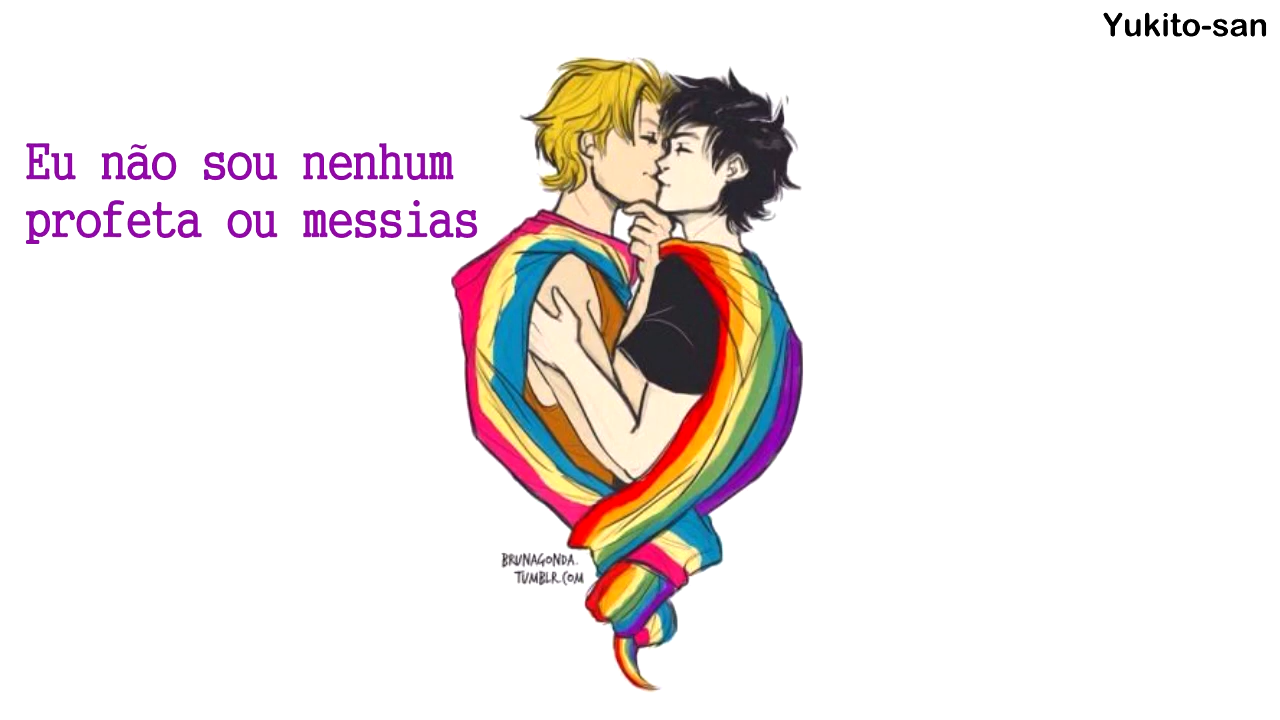 Yukito-san
Eu não sou nenhum
profeta ou messias
BRUNAGONDA.
TUMBLR.COM